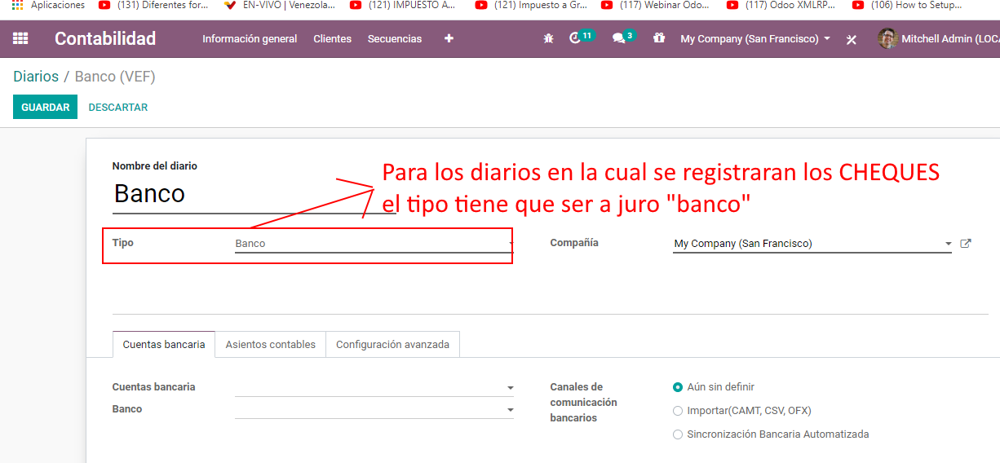 Aplicaciones (131) Diferentes for... EN-VIVO | Venezola... (121) IMPUESTO A... (121) Impuesto a Gr... (117) Webinar Odo... (117) Odoo XMLRP... (106) How to Setup...
Contabilidad Información general Clientes Secuencias + 11 3 My Company (San Francisco) Mitchell Admin (LOCA
Diarios / Banco (VEF)
GUARDAR DESCARTAR
Nombre del diario
Banco
Para los diarios en la cual se registraran los CHEQUES
el tipo tiene que ser a juro "banco"
Tipo Banco Compañía My Company (San Francisco)
Cuentas bancaria Asientos contables Configuración avanzada
Cuentas bancaria
Banco
Canales de
comunicación
bancarios
Aún sin definir
Importar(CAMT, CSV, OFX)
Sincronización Bancaria Automatizada